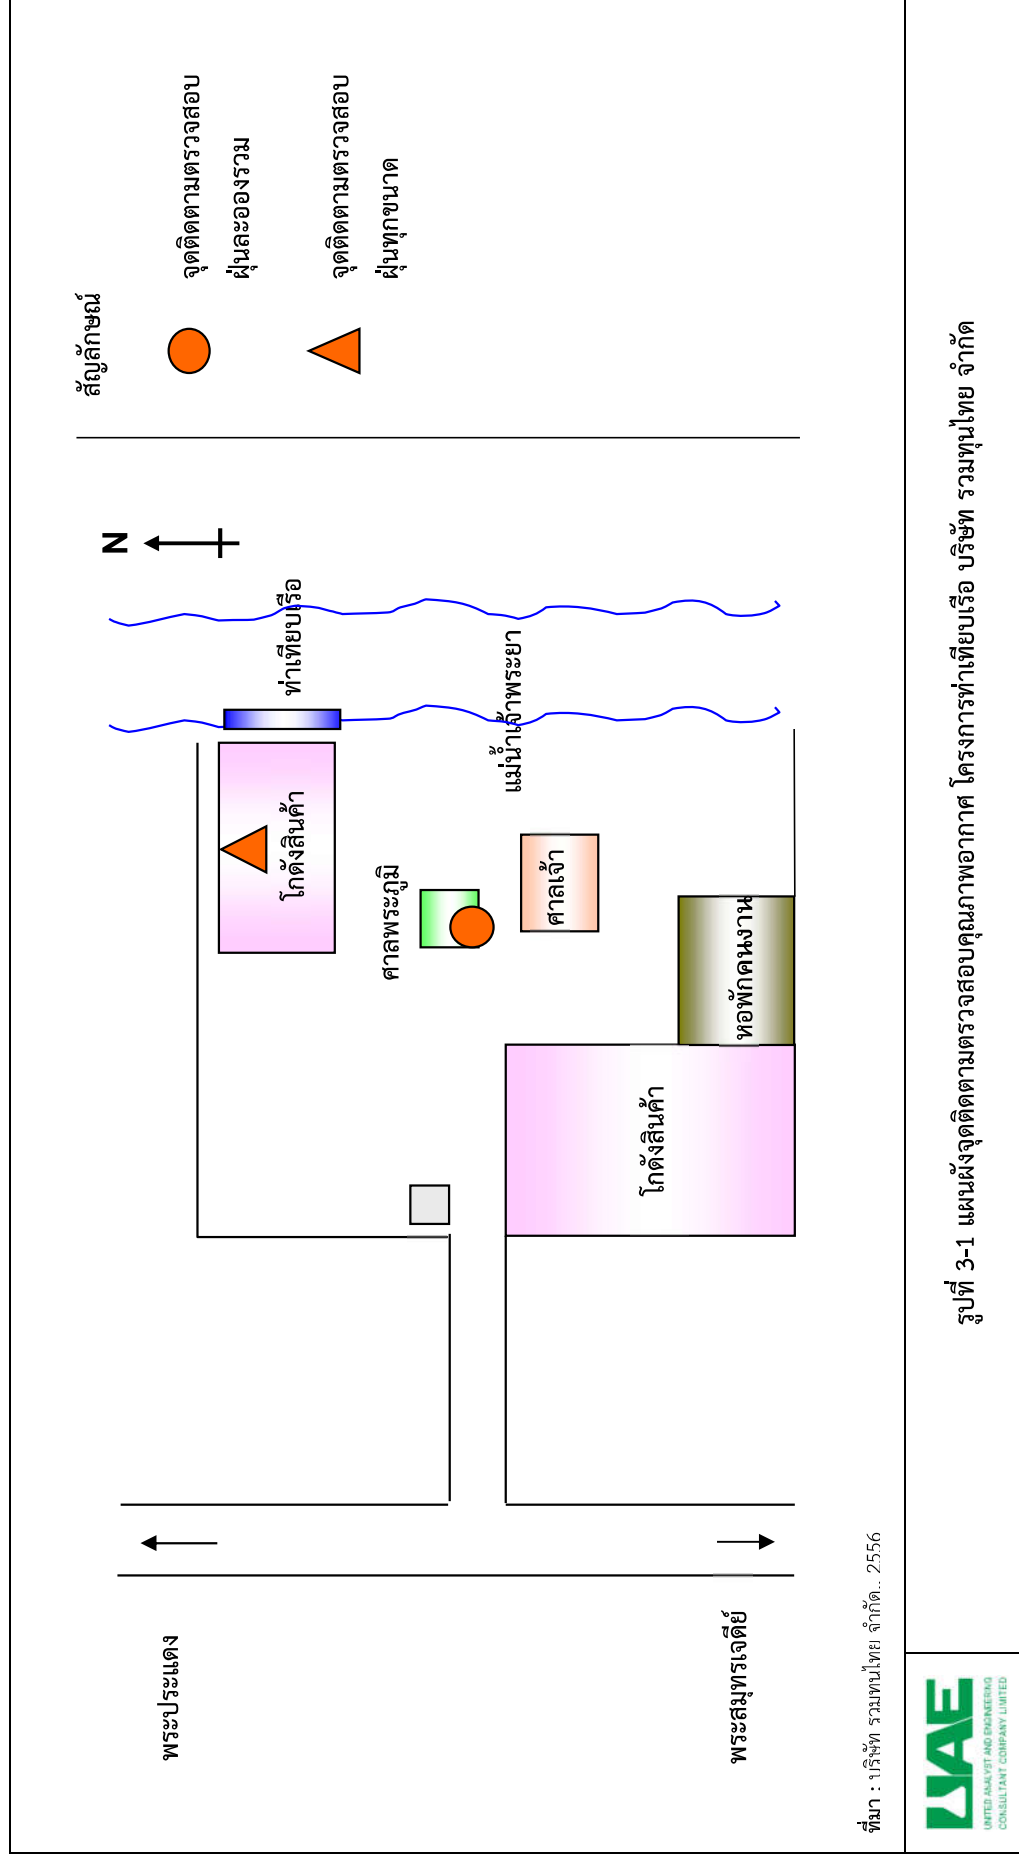 สัญลักษณ์
จุดติดตามตรวจสอบ
ฝุ่นละอองรวม
จุดติดตามตรวจสอบ
ฝุ่นทุกขนาด
N
ท่าเทียบเรือ
แม่น้ำเจ้าพระยา
โกดังสินค้า
ศาลพระภูมิ
ศาลเจ้า
หอพักคนงาน
โกดังสินค้า
พระประแดง
พระสมุทรเจดีย์
ที่มา : บริษัท รวมทุนไทย จำกัด., 2556
รูปที่ 3-1 แผนผังจุดติดตามตรวจสอบคุณภาพอากาศ โครงการท่าเทียบเรือ บริษัท รวมทุนไทย จำกัด
UAE
UNITED ANALYST AND ENGINEERING
CONSULTANT COMPANY LIMITED